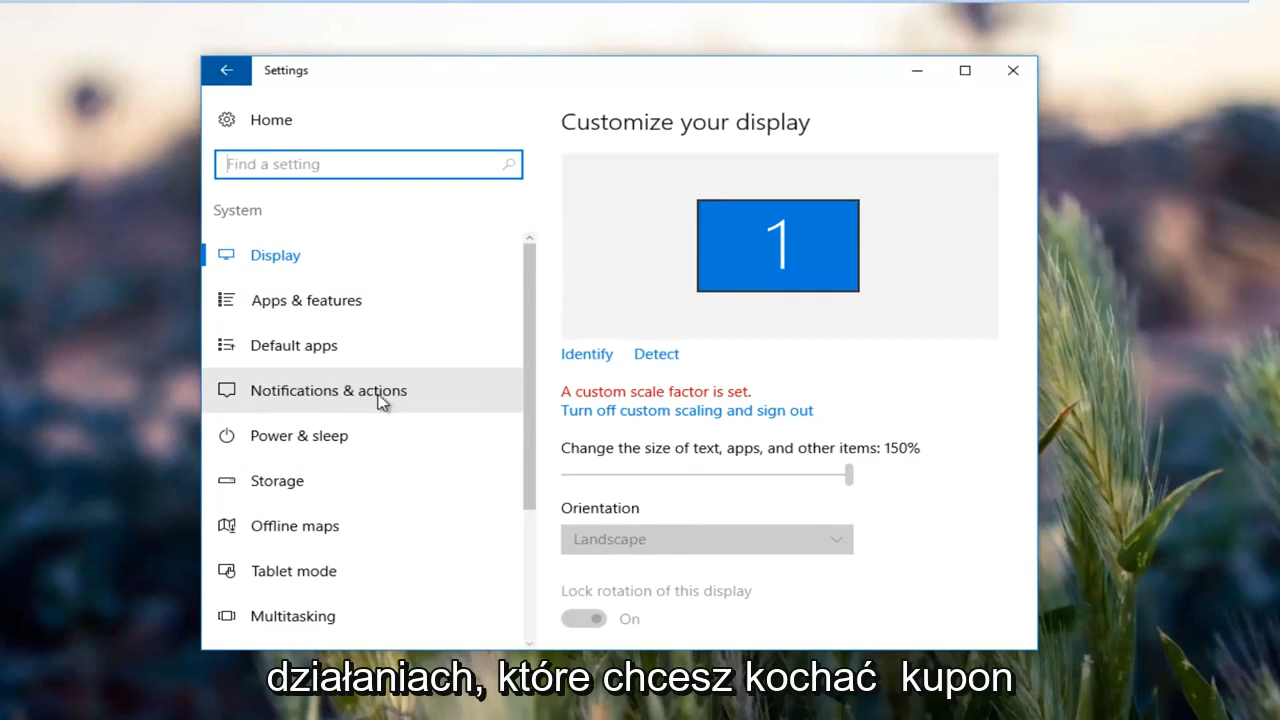 Settings
Home
Find a setting
System
Display
Apps & features
Default apps
Notifications & actions
Power & sleep
Storage
Offline maps
Tablet mode
Multitasking
Customize your display
1
Identify Detect
A custom scale factor is set.
Turn off custom scaling and sign out
Change the size of text, apps, and other items: 150%
Orientation
Landscape
Lock rotation of this display
On
działaniach, które chcesz kochać kupon